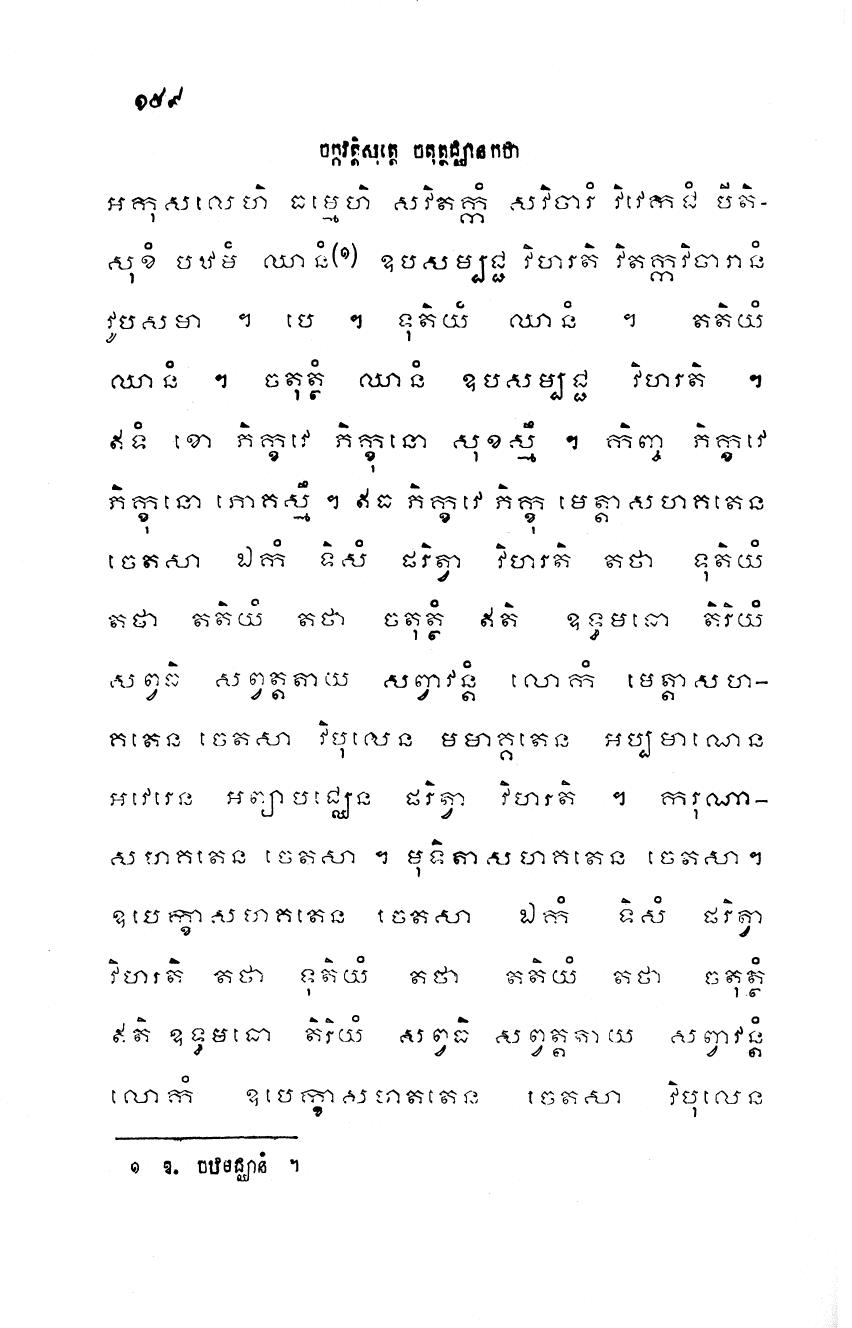 ១៥៩
ចក្កវត្តិសុត្តេ ចតុត្ថជ្ឈានកថា
អកុសលេហិ ធម្មេហិ សវិតក្កំ សវិចារំ វិវេកជំ បីតិ-
សុខំ បឋមំ ឈានំ(១) ឧបសម្បជ្ជ វិហរតិ វិតក្កវិចារានំ
វូបសមា ។ បេ ។ ទុតិយំ ឈានំ ។ តតិយំ
ឈានំ ។ ចតុត្ថំ ឈានំ ឧបសម្បជ្ជ វិហរតិ ។
ឥទំ ខោ ភិក្ខវេ ភិក្ខុនោ សុខស្មឹ ។ កិញ្ច ភិក្ខវេ
ភិក្ខុនោ ភោគស្មឹ ។ ឥធ ភិក្ខវេ ភិក្ខុ មេត្តាសហគតេន
ចេតសា ឯកំ ទិសំ ផរិត្វា វិហរតិ តថា ទុតិយំ
តថា តតិយំ តថា ចតុត្ថំ ឥតិ ឧទ្ធមធោ តិរិយំ
សព្វធិ សព្វត្តតាយ សព្វាវន្តំ លោកំ មេត្តាសហ-
គតេន ចេតសា វិបុលេន មហគ្គតេន អប្បមាណេន
អវេរេន អព្យាបជ្ឈេន ផរិត្វា វិហរតិ ។ ករុណា-
សហគតេន ចេតសា ។ មុទិតាសហគតេន ចេតសា។
ឧបេក្ខាសហគតេន ចេតសា ឯកំ ទិសំ ផរិត្វា
វិហរតិ តថា ទុតិយំ តថា តតិយំ តថា ចតុត្ថំ
ឥតិ ឧទ្ធមធោ តិរិយំ សព្វធិ សព្វត្តតាយ សព្វាវន្តំ
លោកំ ឧបេក្ខាសហគតេន ចេតសា វិបុលេន
១ ឱ. បឋមជ្ឈានំ ។